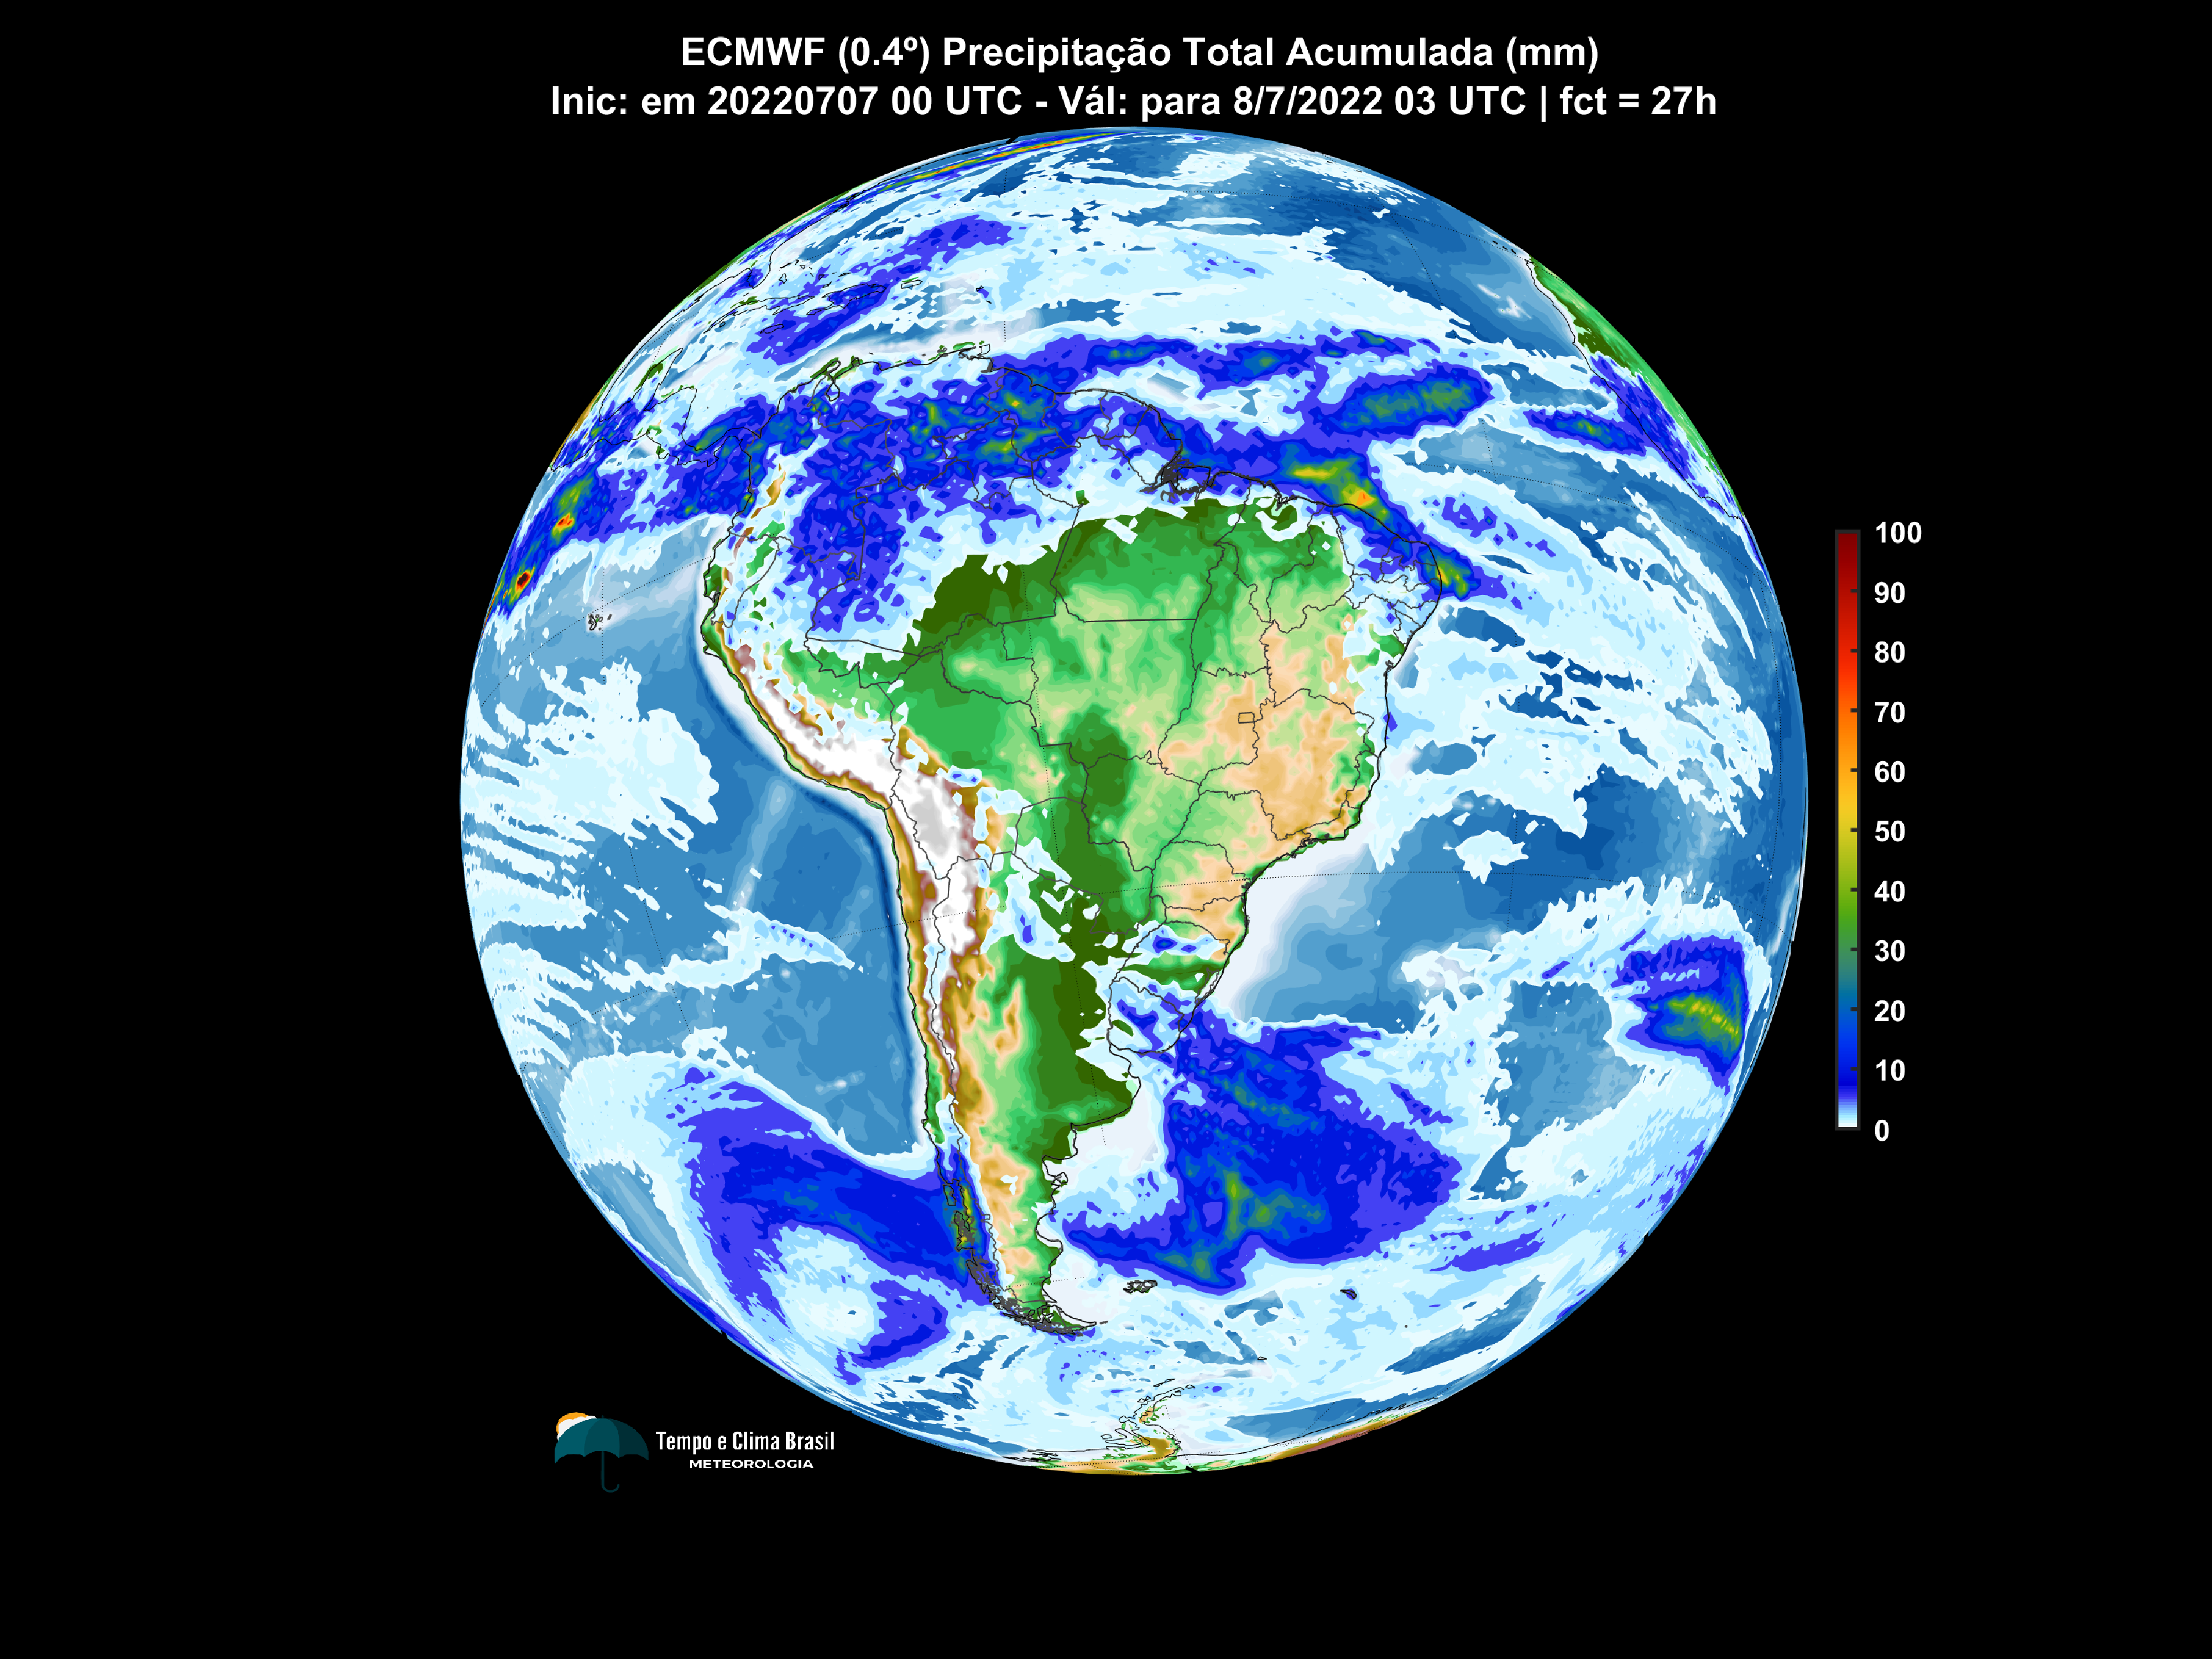 ECMWF (0.4º) Precipitação Total Acumulada (mm)
Inic: em 20220707 00 UTC - Vál: para 8/7/2022 03 UTC | fct = 27h
100
90
80
70
60
50
40
30
20
10
0
Tempo e Clima Brasil
METEOROLOGIA